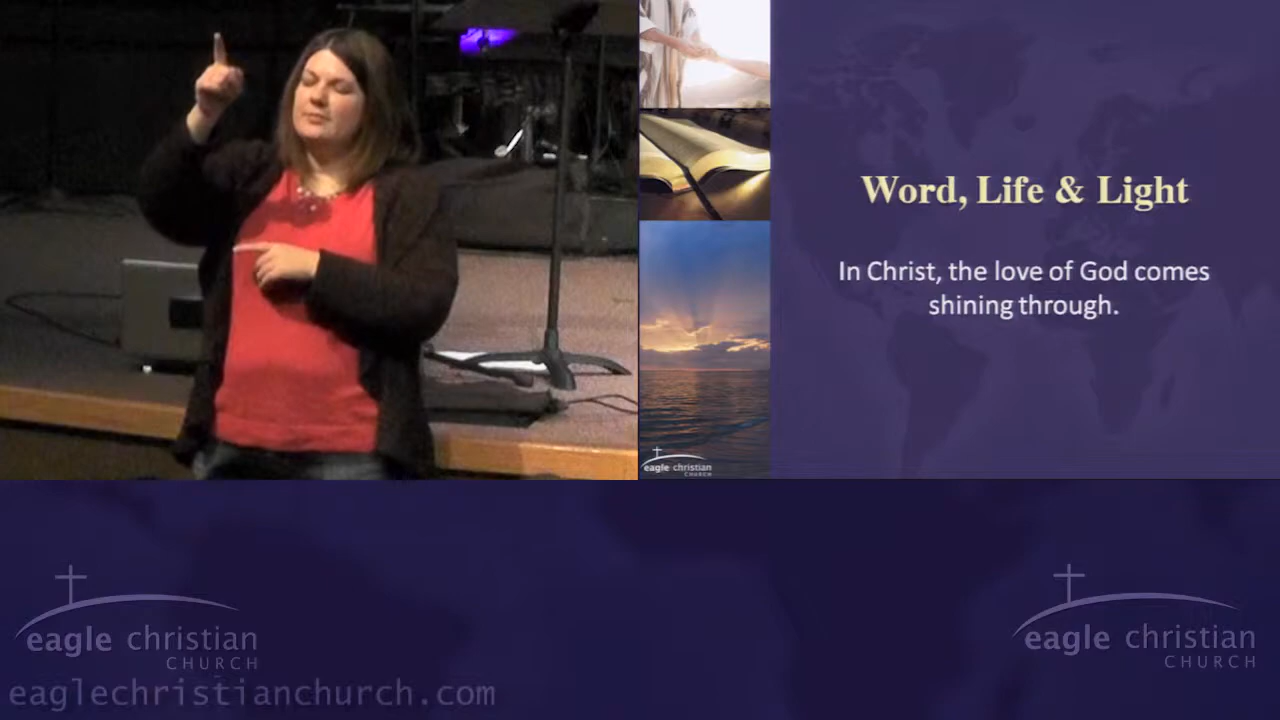 Word, Life & Light
In Christ, the love of God comes
shining through.
eagle christian
CHURCH
eagle christian
CHURCH
eaglechristianchurch.com
eagle christian
CHURCH